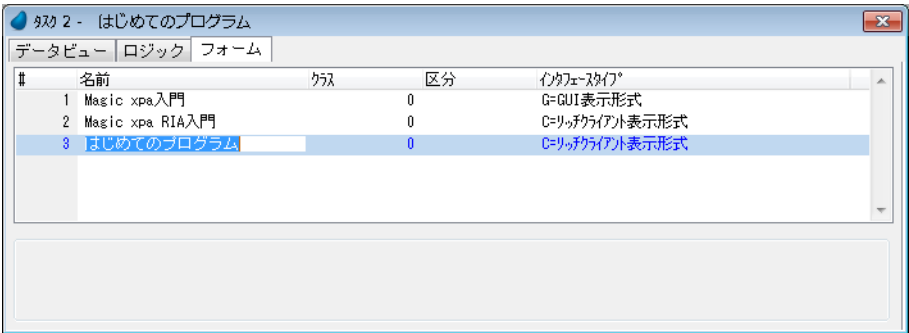 ﾀｽｸ 2 - はじめてのプログラム
データビュー ロジック フォーム
# 名前 ｸﾗｽ 区分 ｲﾝﾀﾌｪｰｽﾀｲﾌﾟ
1 Magic xpa入門 0 G=GUI表示形式
2 Magic xpa RIA入門 0 C=ﾘｯﾁｸﾗｲｱﾝﾄ表示形式
3 はじめてのプログラム 0 C=ﾘｯﾁｸﾗｲｱﾝﾄ表示形式